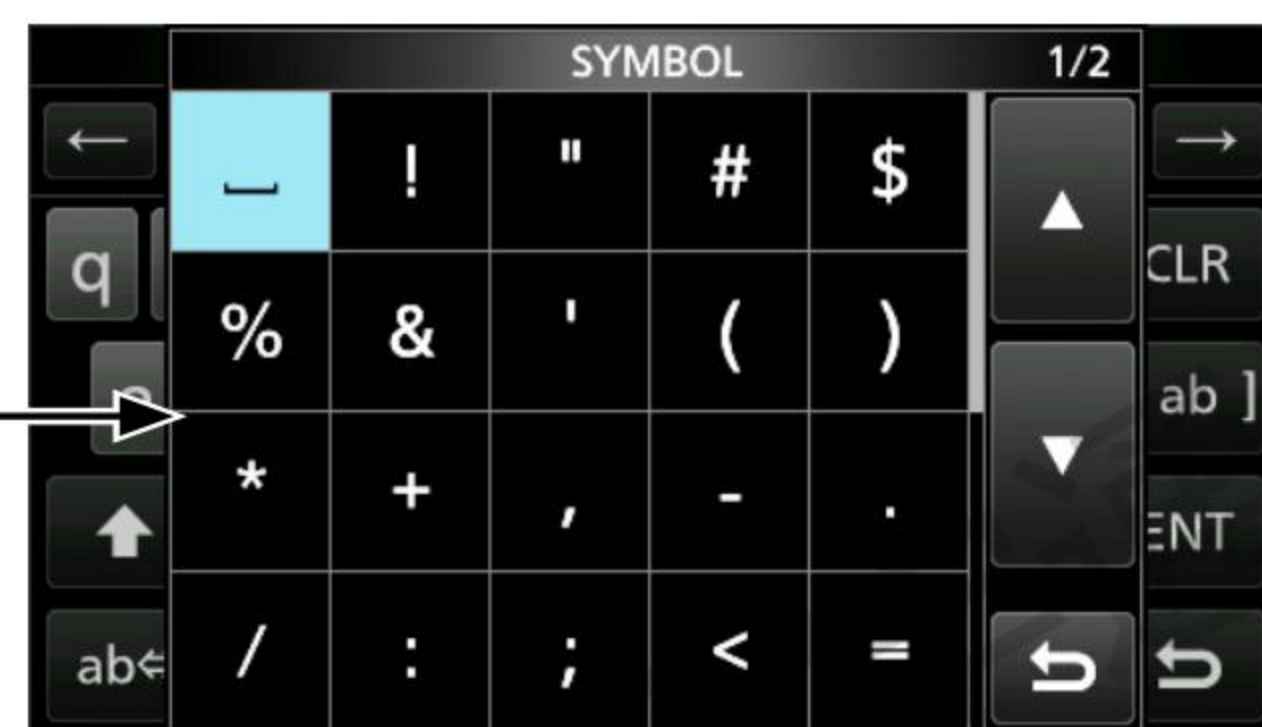 SYMBOL 1/2
← ␣ ! " # $ ▲ →
q % & ' ( ) CLR
* + , - . ▼ ab ]
ENT
ab⇦ / : ; < =